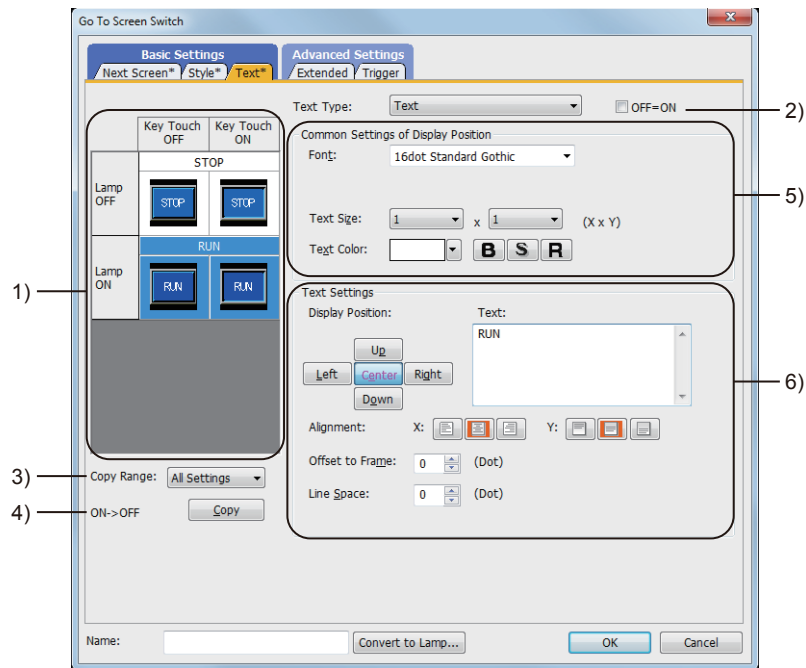 Go To Screen Switch
Basic Settings
Advanced Settings
Next Screen* Style* Text* Extended Trigger
Text Type: Text OFF=ON
2)
Key Touch OFF
Key Touch ON
STOP
Lamp OFF
STOP STOP
RUN
Lamp ON
RUN RUN
1)
Common Settings of Display Position
Font: 16dot Standard Gothic
5)
Text Size: 1 x 1 (X x Y)
Text Color: B S R
Text Settings
Display Position: Text:
RUN
Up
Left Center Right
Down
6)
Alignment: X: Y:
Offset to Frame: 0 (Dot)
Line Space: 0 (Dot)
3)
Copy Range: All Settings
4)
ON->OFF Copy
Name: Convert to Lamp... OK Cancel